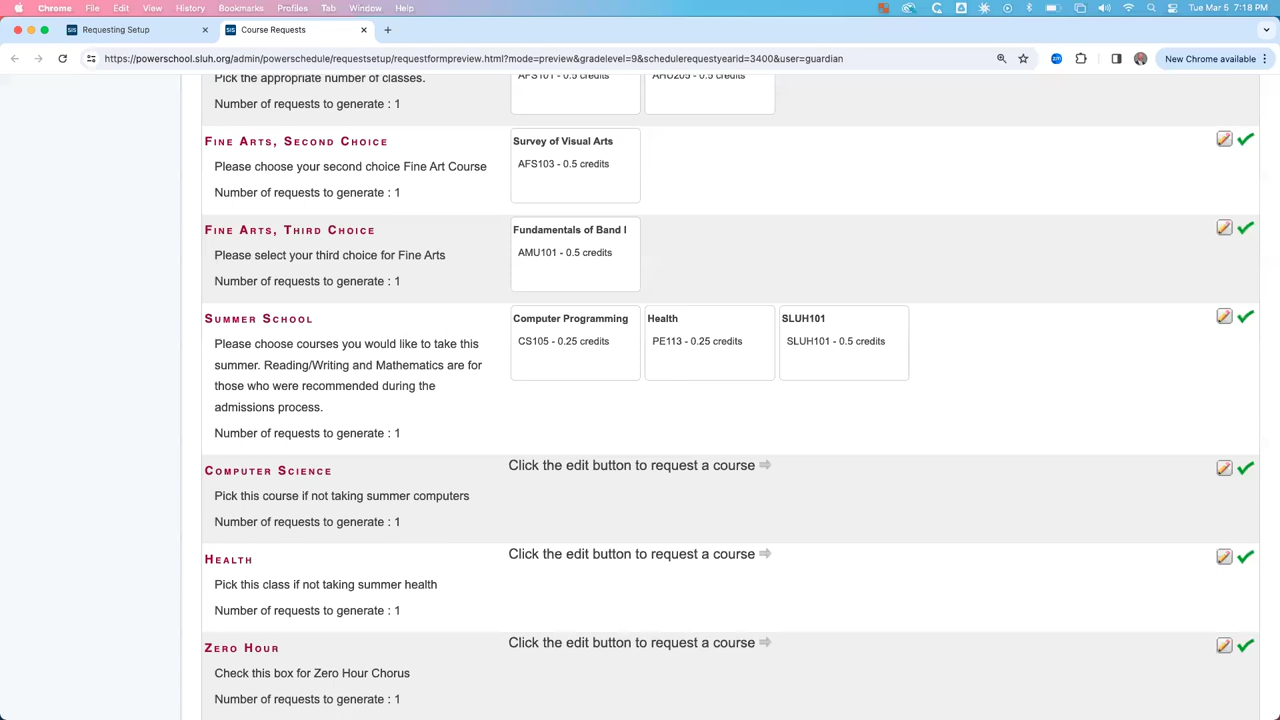 Chrome File Edit View History Bookmarks Profiles Tab Window Help
Tue Mar 5 7:18 PM
SIS Requesting Setup × SIS Course Requests × +
https://powerschool.sluh.org/admin/powerschedule/requestsetup/requestformpreview.html?mode=preview&gradelevel=9&schedulerequestyearid=3400&user=guardian
zm
New Chrome available
Pick the appropriate number of classes.
AFS101 - 0.5 credits
AHU205 - 0.5 credits
Number of requests to generate : 1
Fine Arts, Second Choice
Survey of Visual Arts
Please choose your second choice Fine Art Course
AFS103 - 0.5 credits
Number of requests to generate : 1
Fine Arts, Third Choice
Fundamentals of Band I
Please select your third choice for Fine Arts
AMU101 - 0.5 credits
Number of requests to generate : 1
Summer School
Computer Programming
Health
SLUH101
CS105 - 0.25 credits
PE113 - 0.25 credits
SLUH101 - 0.5 credits
Please choose courses you would like to take this
summer. Reading/Writing and Mathematics are for
those who were recommended during the
admissions process.
Number of requests to generate : 1
Computer Science
Click the edit button to request a course
Pick this course if not taking summer computers
Number of requests to generate : 1
Health
Click the edit button to request a course
Pick this class if not taking summer health
Number of requests to generate : 1
Zero Hour
Click the edit button to request a course
Check this box for Zero Hour Chorus
Number of requests to generate : 1